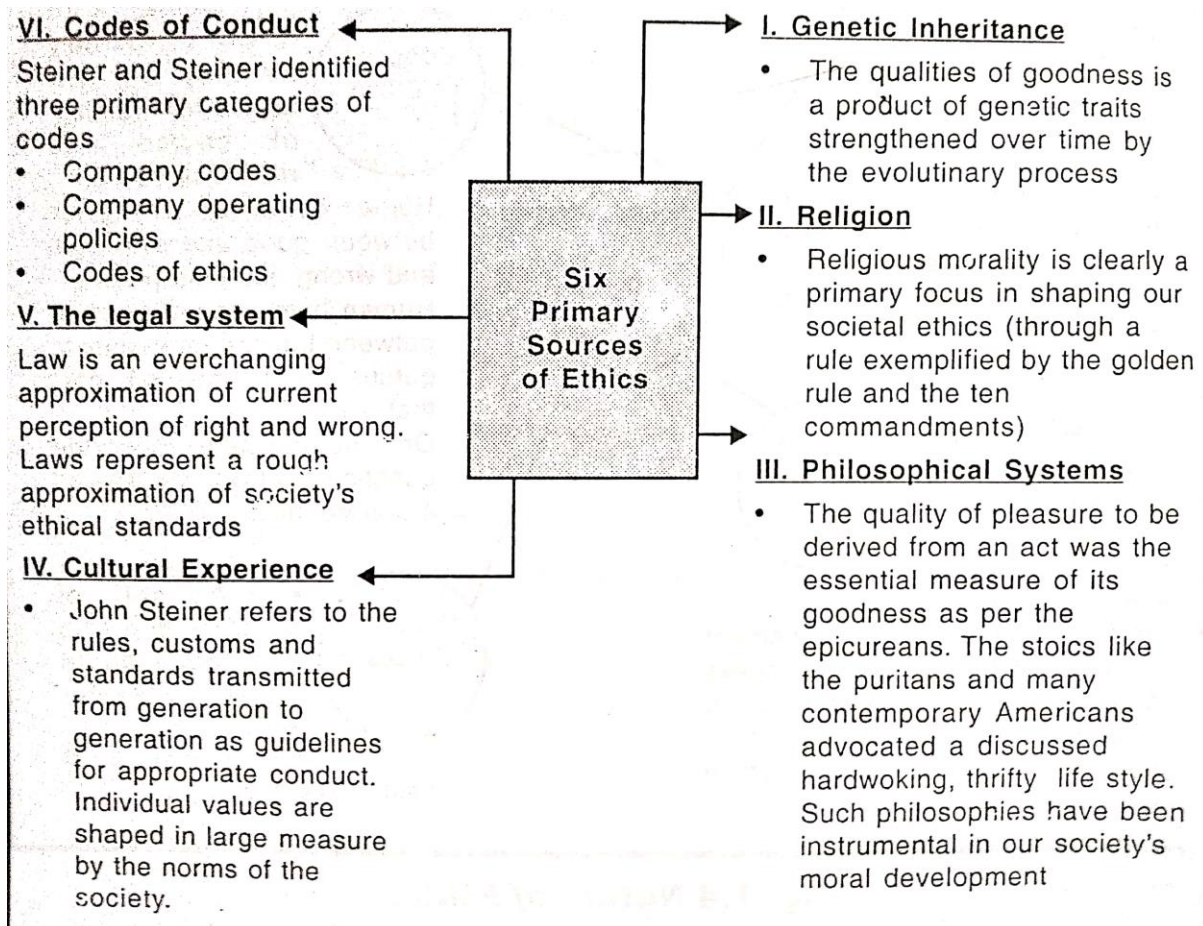 VI. Codes of Conduct
Steiner and Steiner identified
three primary categories of
codes
• Company codes
• Company operating
policies
• Codes of ethics
V. The legal system
Law is an everchanging
approximation of current
perception of right and wrong.
Laws represent a rough
approximation of society's
ethical standards
IV. Cultural Experience
• John Steiner refers to the
rules, customs and
standards transmitted
from generation to
generation as guidelines
for appropriate conduct.
Individual values are
shaped in large measure
by the norms of the
society.
Six
Primary
Sources
of Ethics
I. Genetic Inheritance
• The qualities of goodness is
a product of genetic traits
strengthened over time by
the evolutinary process
II. Religion
• Religious morality is clearly a
primary focus in shaping our
societal ethics (through a
rule exemplified by the golden
rule and the ten
commandments)
III. Philosophical Systems
• The quality of pleasure to be
derived from an act was the
essential measure of its
goodness as per the
epicureans. The stoics like
the puritans and many
contemporary Americans
advocated a discussed
hardwoking, thrifty life style.
Such philosophies have been
instrumental in our society's
moral development